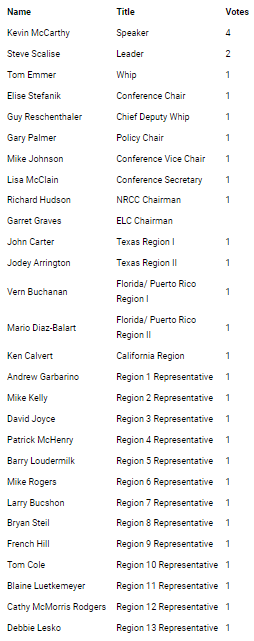 Name Title Votes
Kevin McCarthy Speaker 4
Steve Scalise Leader 2
Tom Emmer Whip 1
Elise Stefanik Conference Chair 1
Guy Reschenthaler Chief Deputy Whip 1
Gary Palmer Policy Chair 1
Mike Johnson Conference Vice Chair 1
Lisa McClain Conference Secretary 1
Richard Hudson NRCC Chairman 1
Garret Graves ELC Chairman
John Carter Texas Region I 1
Jodey Arrington Texas Region II 1
Vern Buchanan Florida/ Puerto Rico Region I 1
Mario Diaz-Balart Florida/ Puerto Rico Region II 1
Ken Calvert California Region 1
Andrew Garbarino Region 1 Representative 1
Mike Kelly Region 2 Representative 1
David Joyce Region 3 Representative 1
Patrick McHenry Region 4 Representative 1
Barry Loudermilk Region 5 Representative 1
Mike Rogers Region 6 Representative 1
Larry Bucshon Region 7 Representative 1
Bryan Steil Region 8 Representative 1
French Hill Region 9 Representative 1
Tom Cole Region 10 Representative 1
Blaine Luetkemeyer Region 11 Representative 1
Cathy McMorris Rodgers Region 12 Representative 1
Debbie Lesko Region 13 Representative 1